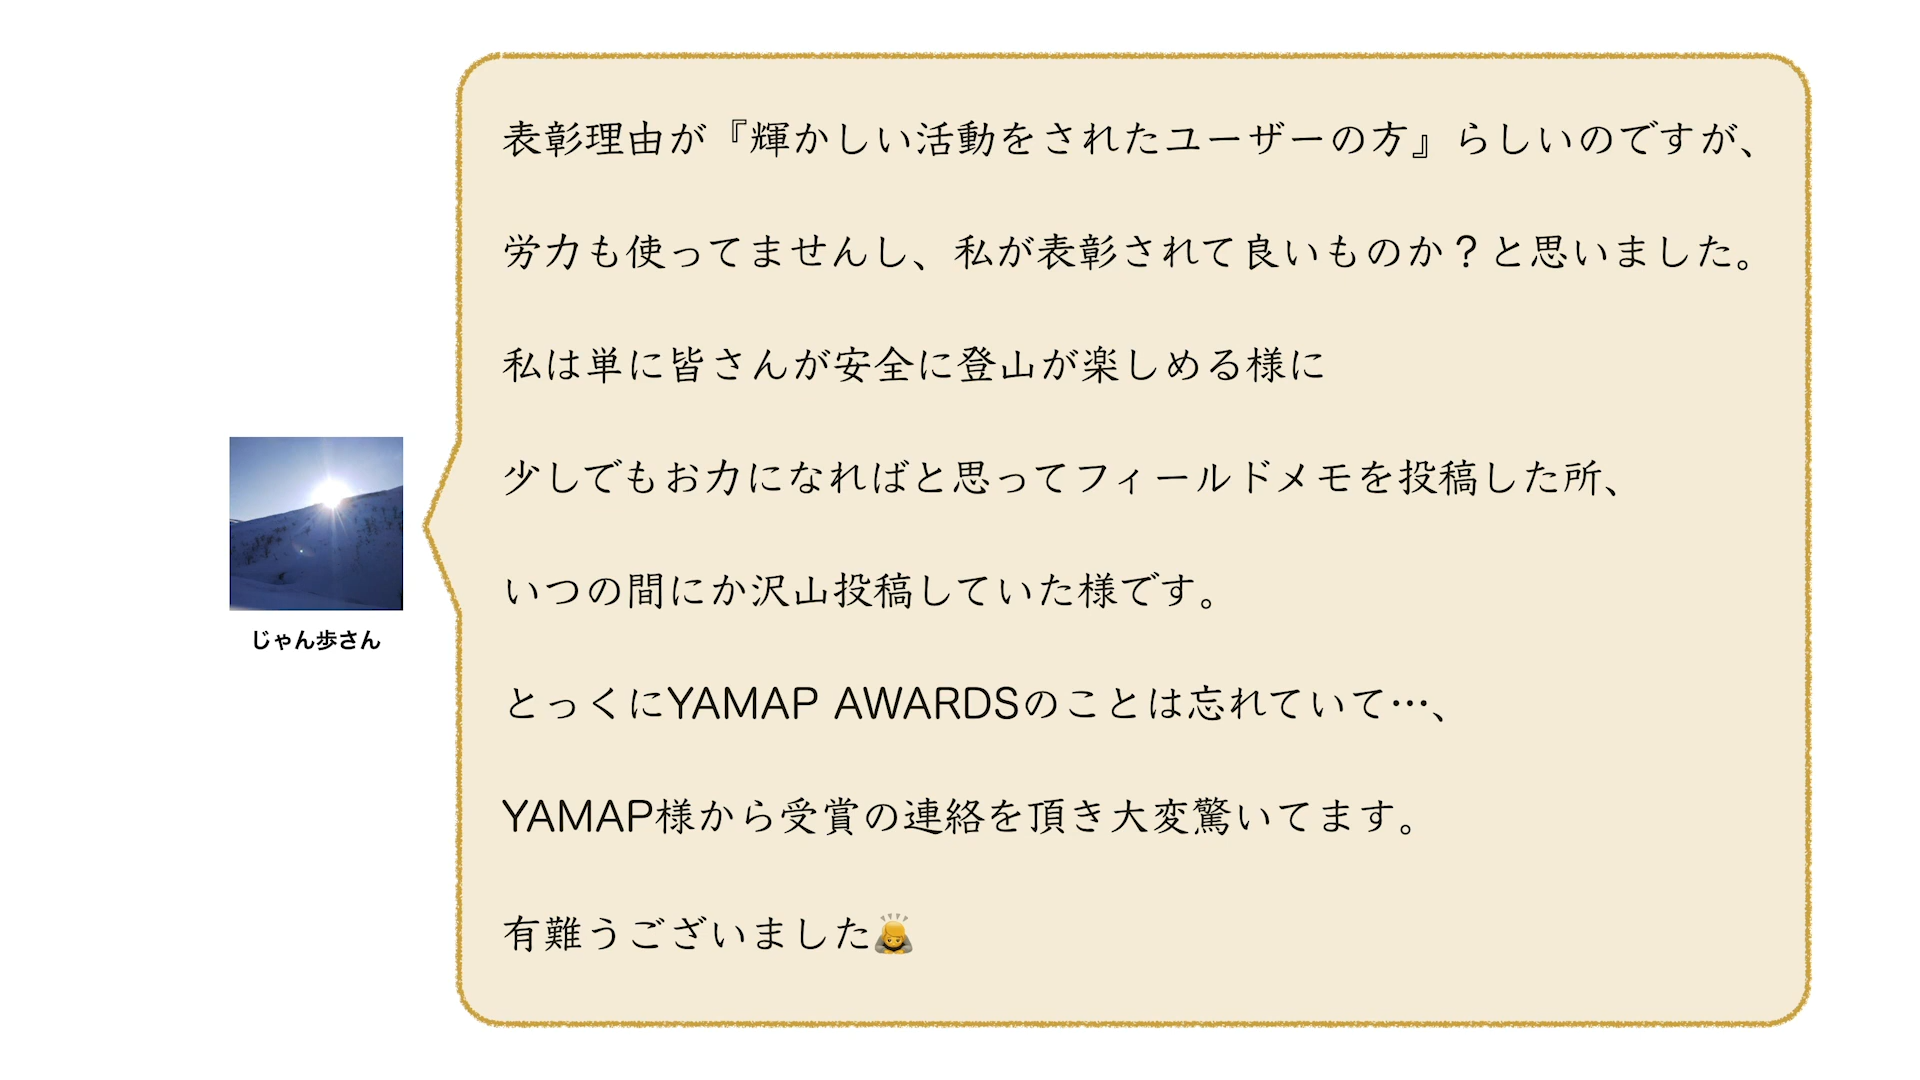 表彰理由が『輝かしい活動をされたユーザーの方』らしいのですが、
労力も使ってませんし、私が表彰されて良いものか？と思いました。
私は単に皆さんが安全に登山が楽しめる様に
少しでもお力になればと思ってフィールドメモを投稿した所、
いつの間にか沢山投稿していた様です。
とっくにYAMAP AWARDSのことは忘れていて…、
YAMAP様から受賞の連絡を頂き大変驚いてます。
有難うございました🙇
じゃん歩さん